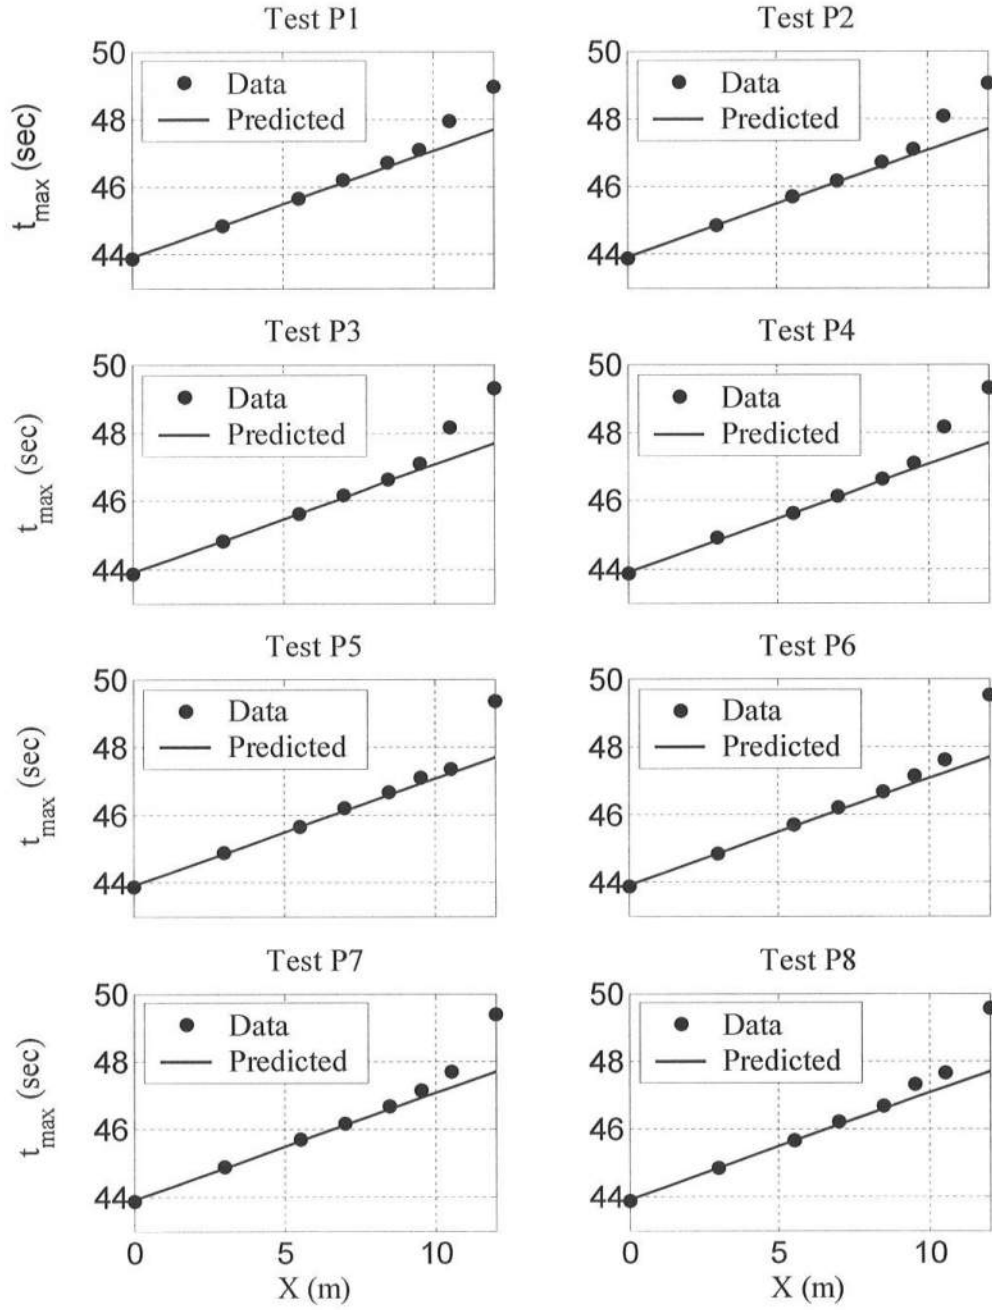 Test P1
Test P2
50
48
46
44
t_max (sec)
Data
Predicted
50
48
46
44
Data
Predicted
Test P3
Test P4
50
48
46
44
t_max (sec)
Data
Predicted
50
48
46
44
Data
Predicted
Test P5
Test P6
50
48
46
44
t_max (sec)
Data
Predicted
50
48
46
44
Data
Predicted
Test P7
Test P8
50
48
46
44
t_max (sec)
Data
Predicted
0 5 10
X (m)
50
48
46
44
Data
Predicted
0 5 10
X (m)